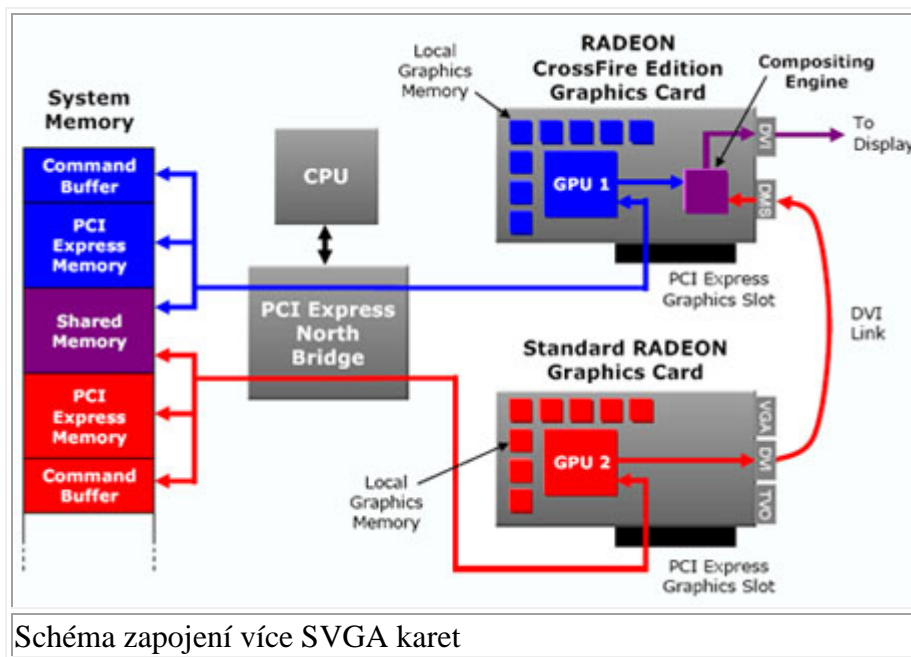 System
Memory
Command
Buffer
PCI
Express
Memory
Shared
Memory
PCI
Express
Memory
Command
Buffer
CPU
PCI Express
North
Bridge
Local
Graphics
Memory
RADEON
CrossFire Edition
Graphics Card
Compositing
Engine
GPU 1
DVI
DMS
To
Display
PCI Express
Graphics Slot
DVI
Link
Standard RADEON
Graphics Card
GPU 2
VGA
DVI
TVO
Local
Graphics
Memory
PCI Express
Graphics Slot
Schéma zapojení více SVGA karet